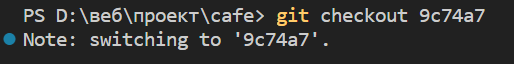 PS D:\веб\проект\cafe> git checkout 9c74a7
Note: switching to '9c74a7'.